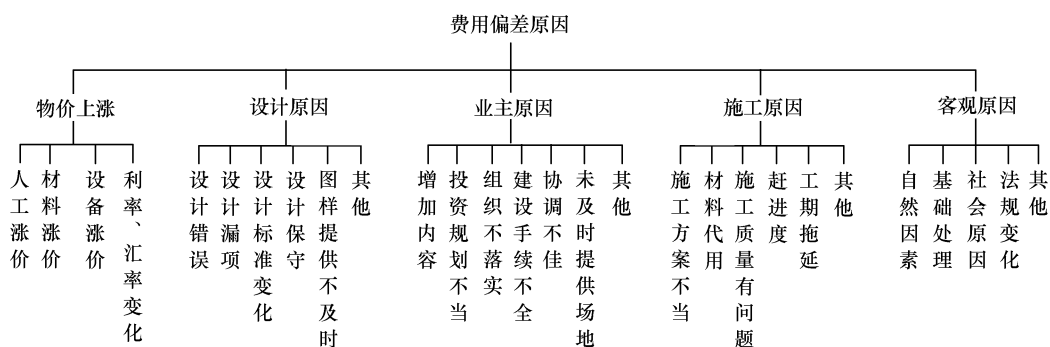 费用偏差原因
物价上涨
设计原因
业主原因
施工原因
客观原因
人工涨价
材料涨价
设备涨价
利率、汇率变化
设计错误
设计漏项
设计标准变化
设计保守
图样提供不及时
其他
增加内容
投资规划不当
组织不落实
建设手续不全
协调不佳
未及时提供场地
其他
施工方案不当
材料代用
施工质量有问题
赶进度
工期拖延
其他
自然因素
基础处理
社会原因
法规变化
其他